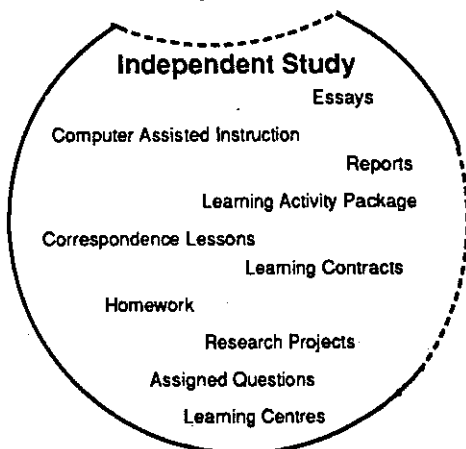 Independent Study
Essays
Computer Assisted Instruction
Reports
Learning Activity Package
Correspondence Lessons
Learning Contracts
Homework
Research Projects
Assigned Questions
Learning Centres